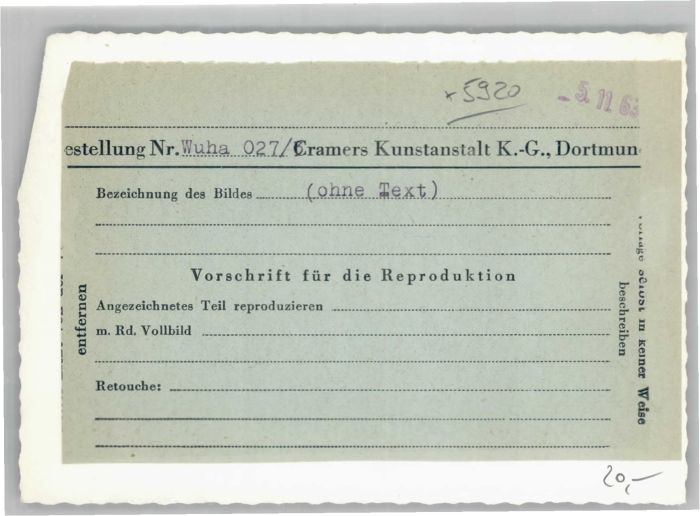 *5920
- 5. 11. 63
estellung Nr. Wuha 027/6 Cramers Kunstanstalt K.-G., Dortmun
Bezeichnung des Bildes (ohne Text)
Vorschrift für die Reproduktion
Angezeichnetes Teil reproduzieren
m. Rd. Vollbild
Retouche:
entfernen
selbst in keiner Weise
beschreiben
20,-